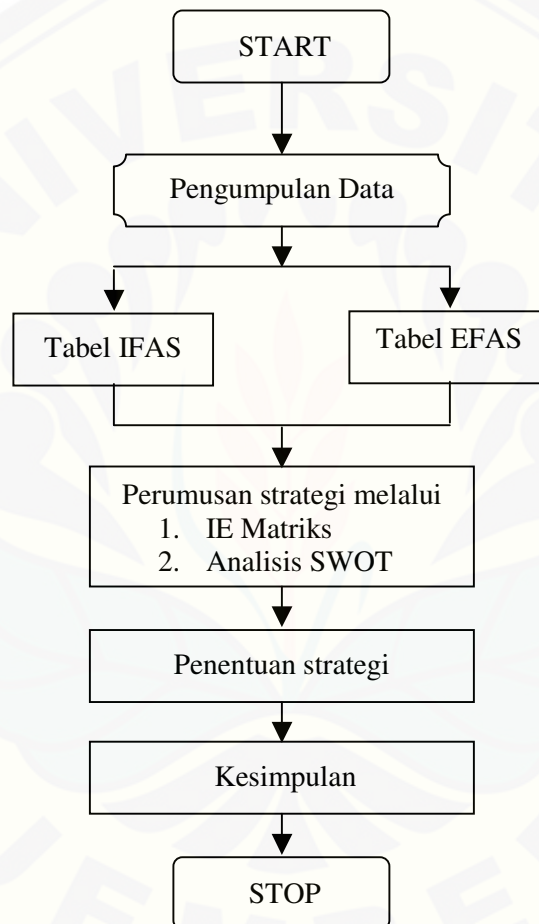 START
Pengumpulan Data
Tabel IFAS
Tabel EFAS
Perumusan strategi melalui
1. IE Matriks
2. Analisis SWOT
Penentuan strategi
Kesimpulan
STOP